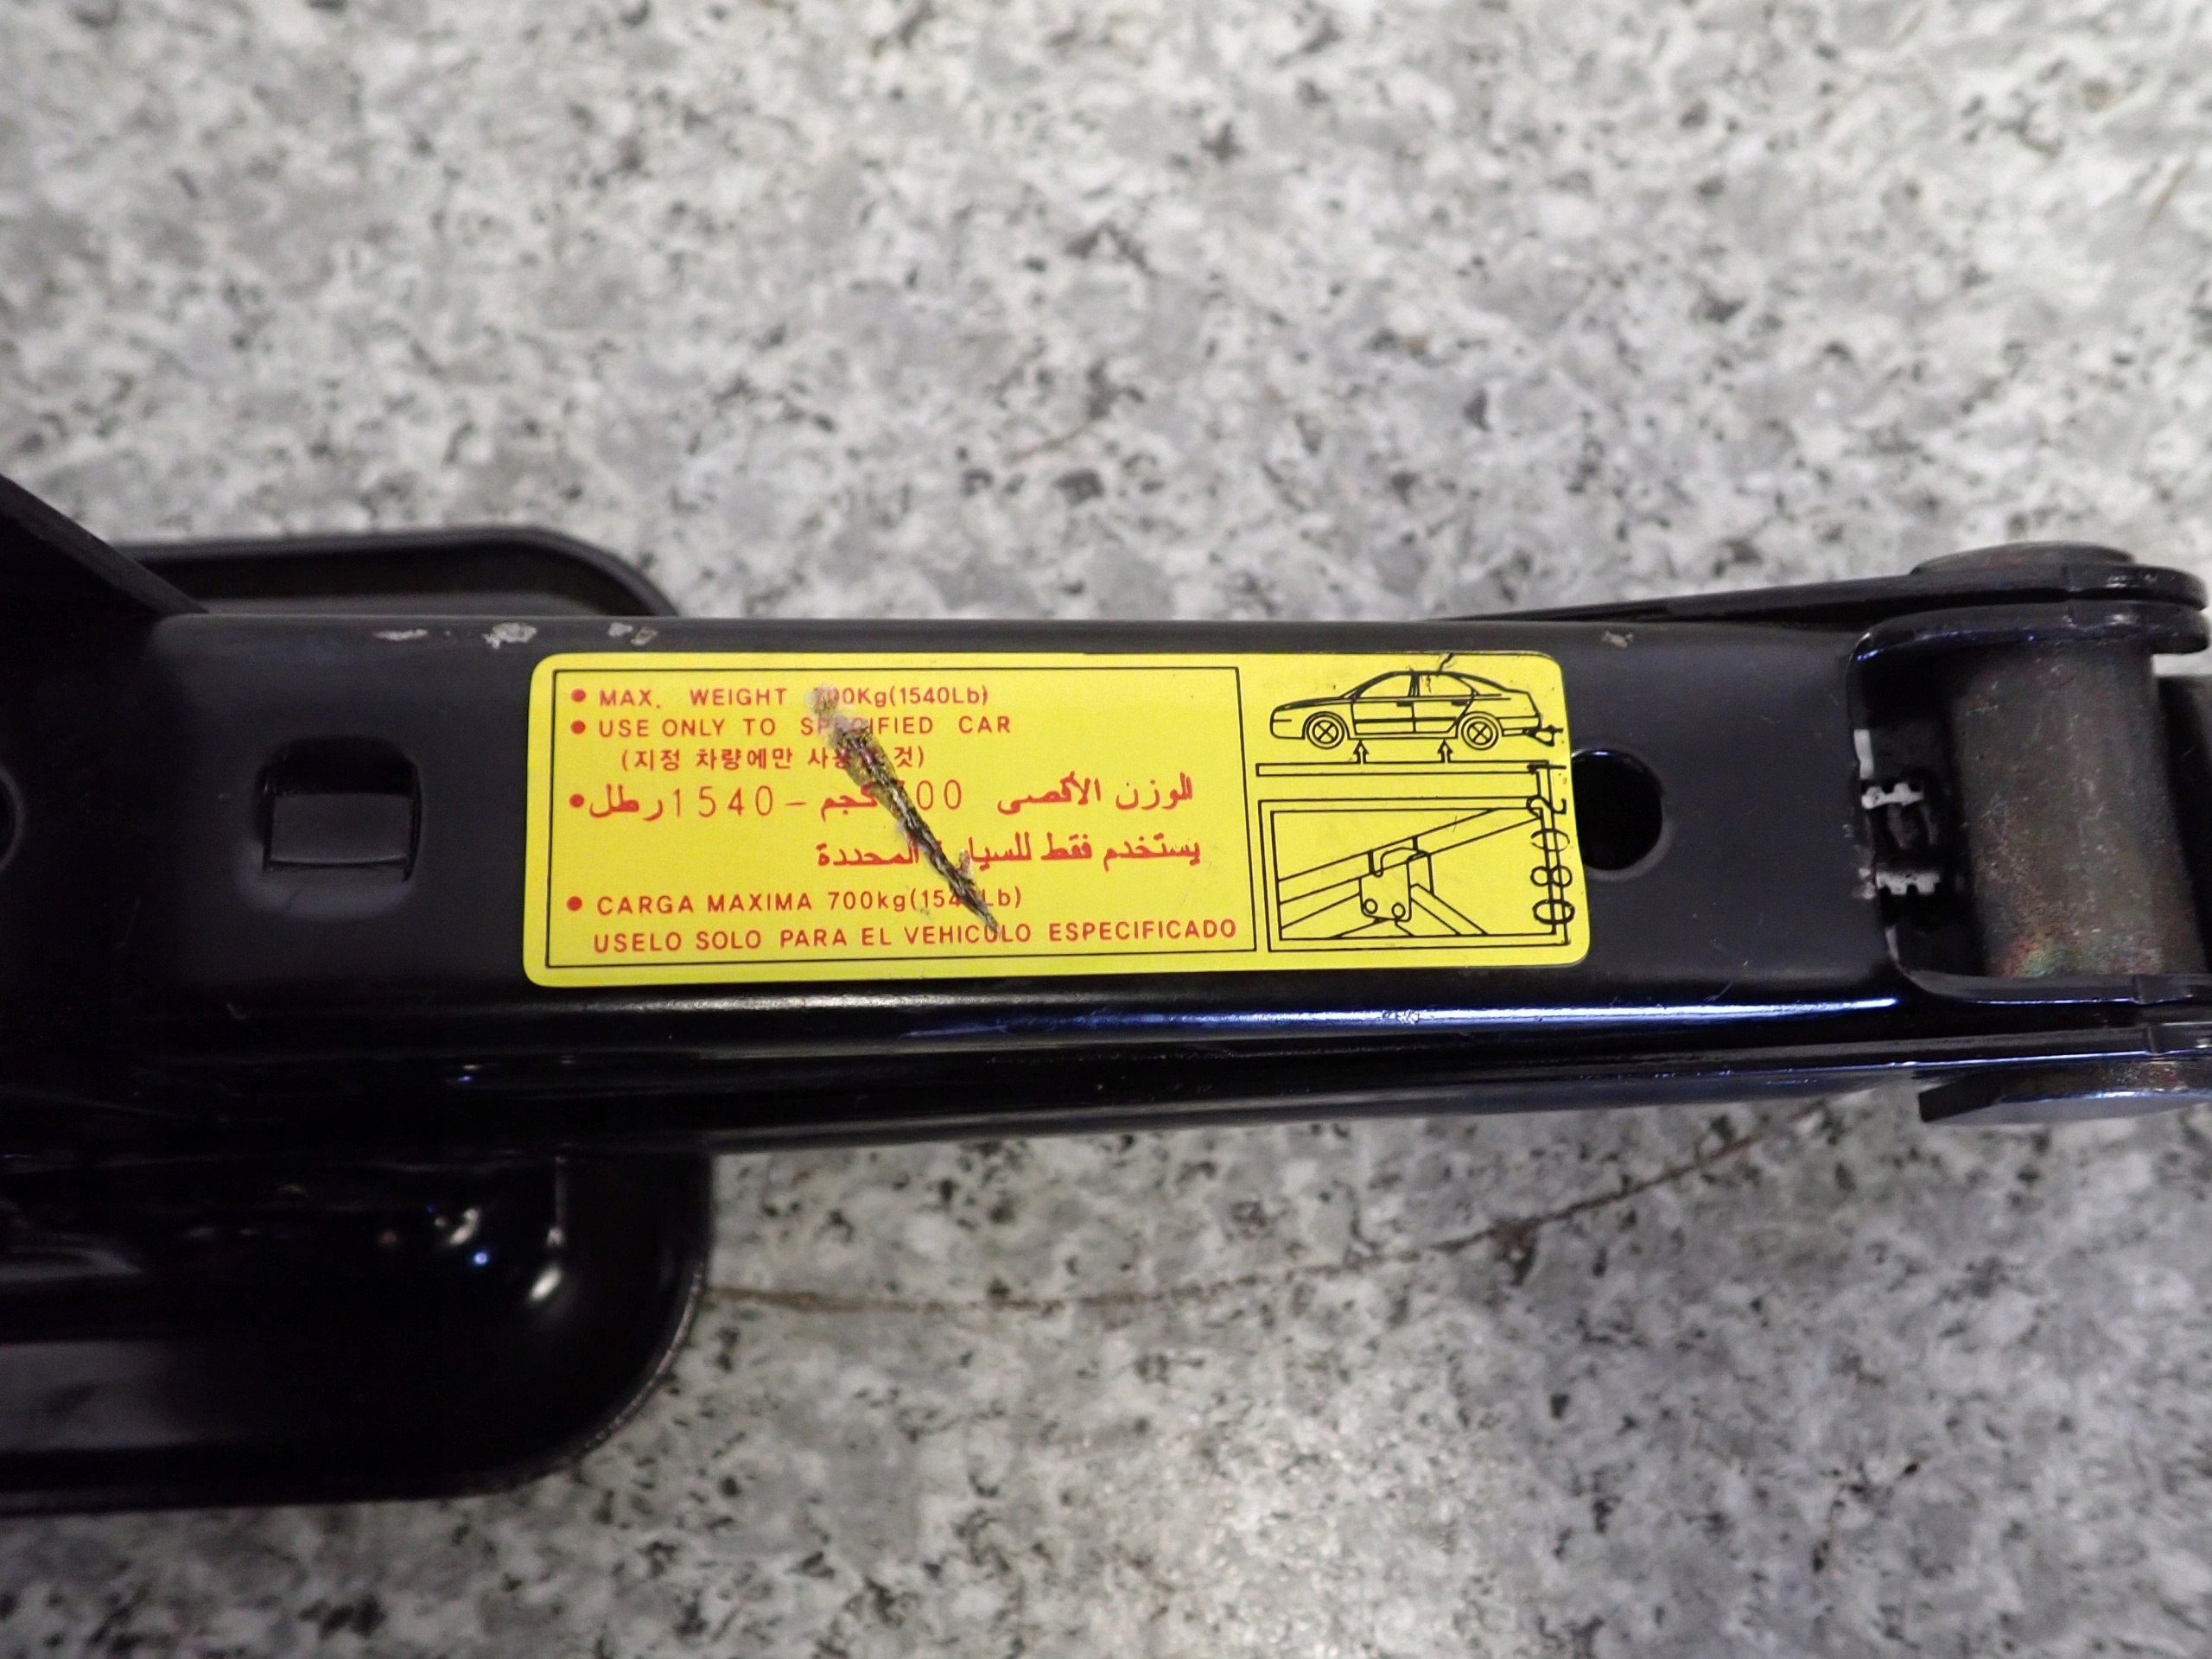 • MAX. WEIGHT 700Kg(1540Lb)
• USE ONLY TO SPECIFIED CAR
(지정 차량에만 사용할 것)
• الوزن الأقصى 700 كجم – 1540 رطل
يستخدم فقط للسيارة المحددة
• CARGA MAXIMA 700kg(1540Lb)
USELO SOLO PARA EL VEHICULO ESPECIFICADO